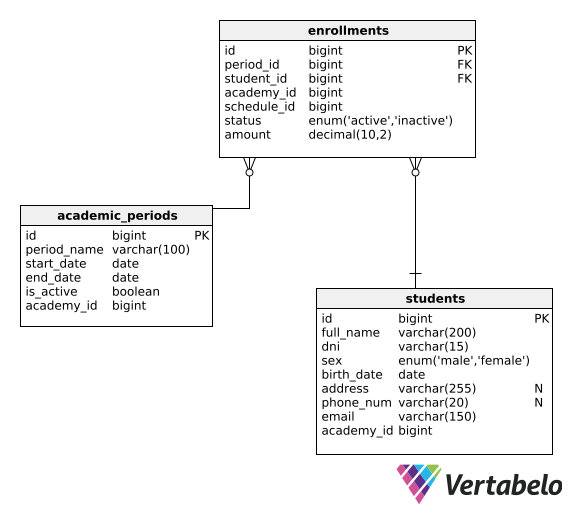 enrollments
id bigint PK
period_id bigint FK
student_id bigint FK
academy_id bigint
schedule_id bigint
status enum('active','inactive')
amount decimal(10,2)
academic_periods
id bigint PK
period_name varchar(100)
start_date date
end_date date
is_active boolean
academy_id bigint
students
id bigint PK
full_name varchar(200)
dni varchar(15)
sex enum('male','female')
birth_date date
address varchar(255) N
phone_num varchar(20) N
email varchar(150)
academy_id bigint
Vertabelo